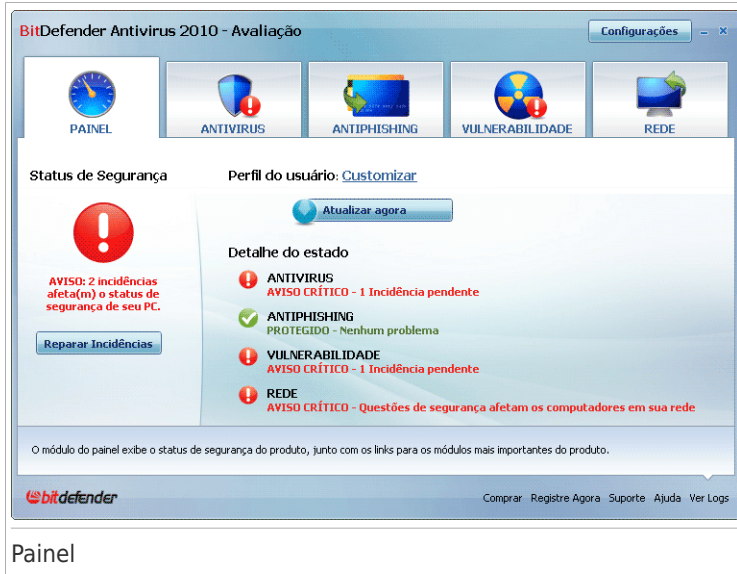 BitDefender Antivirus 2010 - Avaliação
Configurações
PAINEL
ANTIVIRUS
ANTIPHISHING
VULNERABILIDADE
REDE
Status de Segurança
AVISO: 2 incidências
afeta(m) o status de
segurança de seu PC.
Reparar Incidências
Perfil do usuário: Customizar
Atualizar agora
Detalhe do estado
ANTIVIRUS
AVISO CRÍTICO - 1 Incidência pendente
ANTIPHISHING
PROTEGIDO - Nenhum problema
VULNERABILIDADE
AVISO CRÍTICO - 1 Incidência pendente
REDE
AVISO CRÍTICO - Questões de segurança afetam os computadores em sua rede
O módulo do painel exibe o status de segurança do produto, junto com os links para os módulos mais importantes do produto.
bitdefender
Comprar Registre Agora Suporte Ajuda Ver Logs
Painel